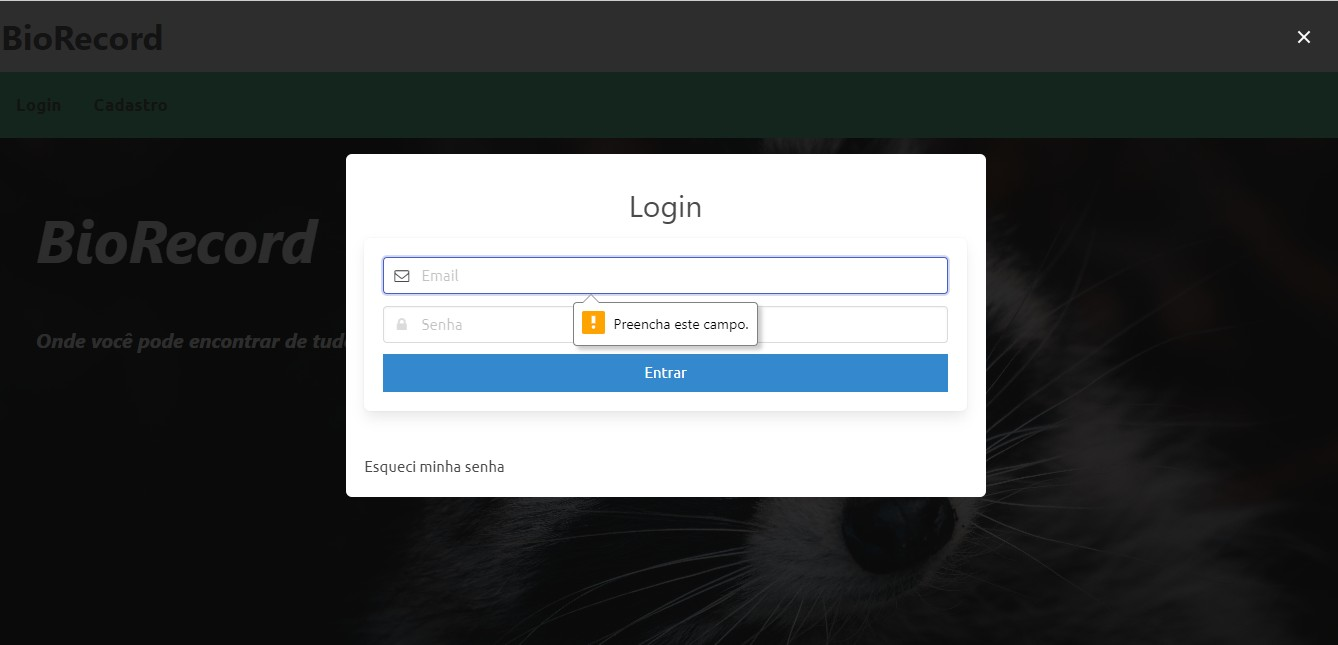 BioRecord
Login Cadastro
BioRecord
Onde você pode encontrar de tudo
Login
Email
Senha
Preencha este campo.
Entrar
Esqueci minha senha